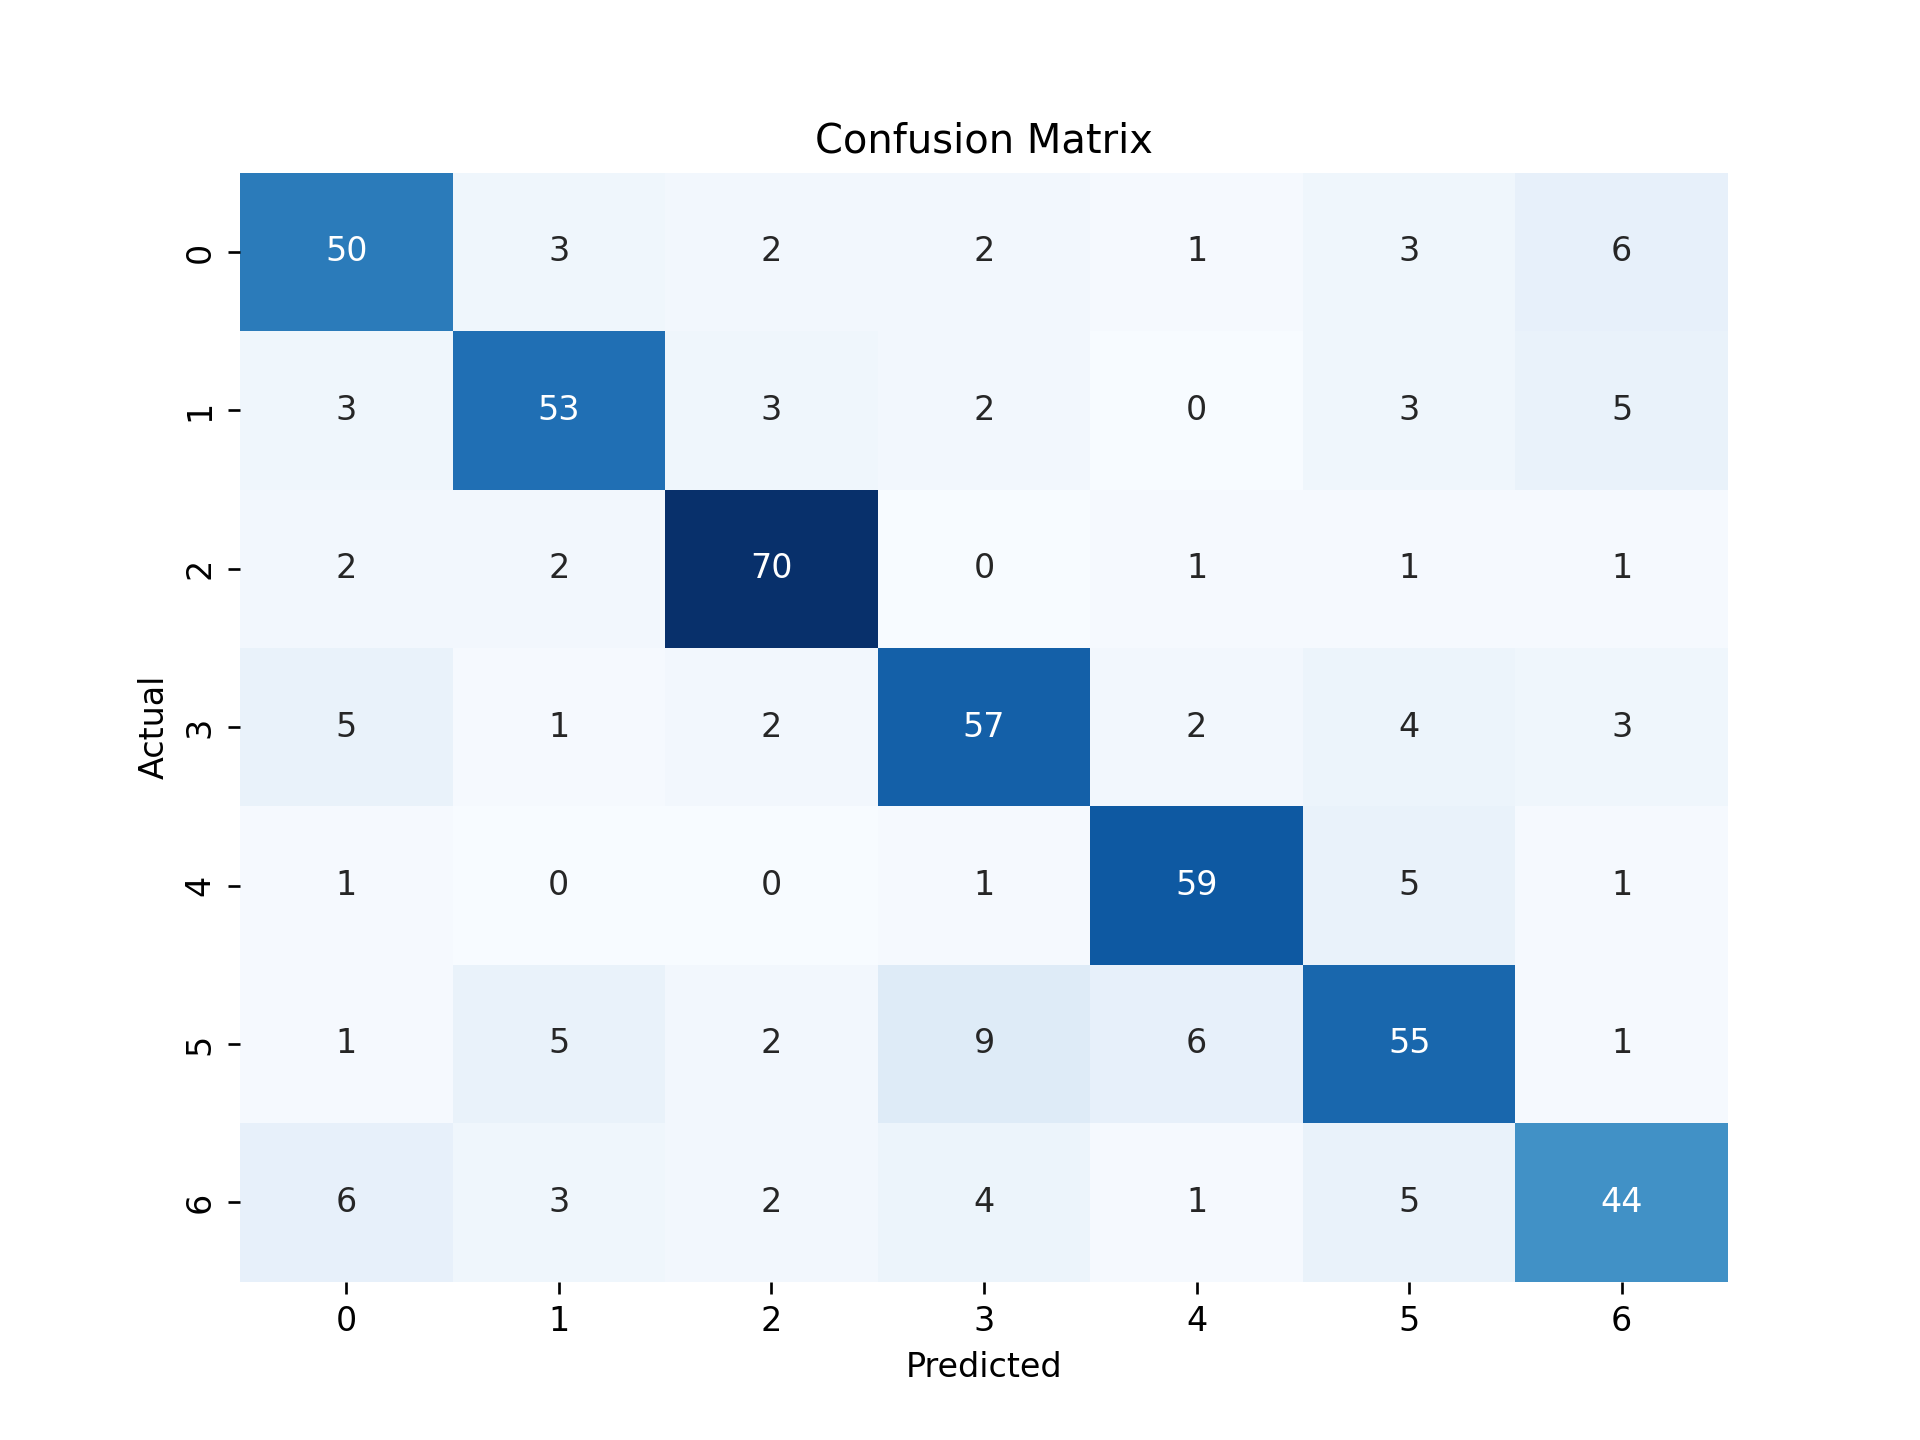 Confusion Matrix
Actual
0 50 3 2 2 1 3 6
1 3 53 3 2 0 3 5
2 2 2 70 0 1 1 1
3 5 1 2 57 2 4 3
4 1 0 0 1 59 5 1
5 1 5 2 9 6 55 1
6 6 3 2 4 1 5 44
0 1 2 3 4 5 6
Predicted